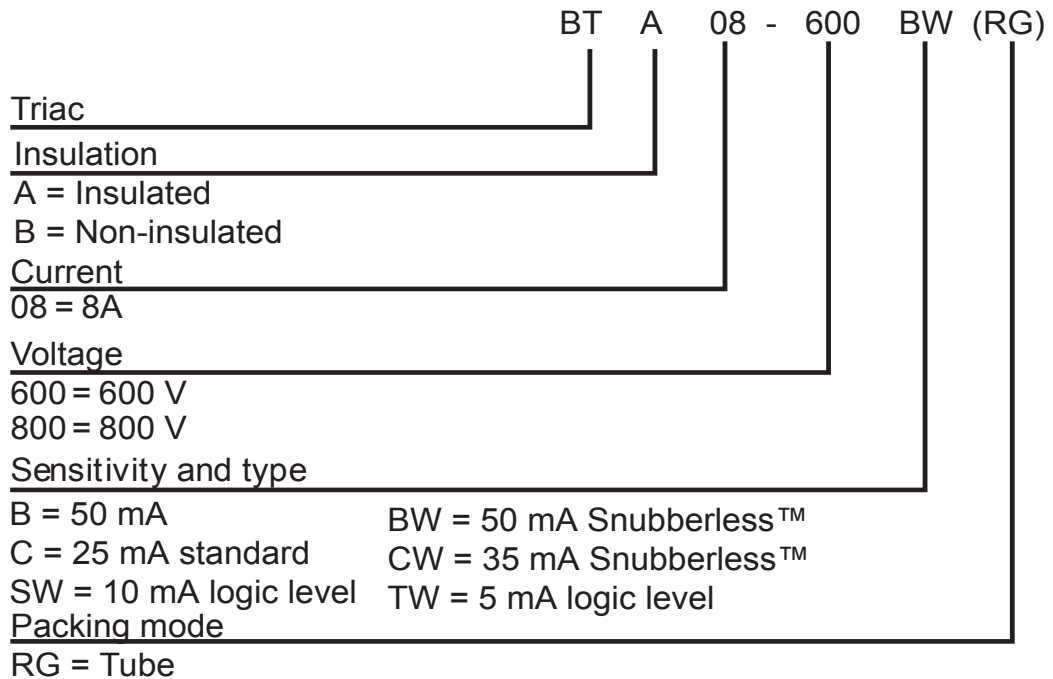 BT A 08 - 600 BW (RG)
Triac
Insulation
A = Insulated
B = Non-insulated
Current
08 = 8A
Voltage
600 = 600 V
800 = 800 V
Sensitivity and type
B = 50 mA BW = 50 mA Snubberless™
C = 25 mA standard CW = 35 mA Snubberless™
SW = 10 mA logic level TW = 5 mA logic level
Packing mode
RG = Tube